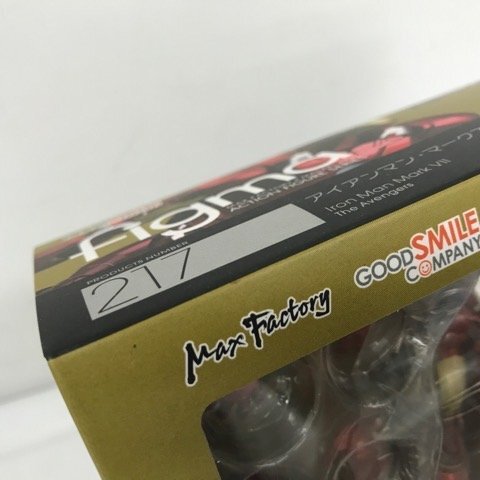 figma
ACTION FIGURE
PRODUCTS NUMBER
217
アイアンマン・マーク7
Iron Man Mark VII
The Avengers
Max Factory
GOOD SMILE
COMPANY